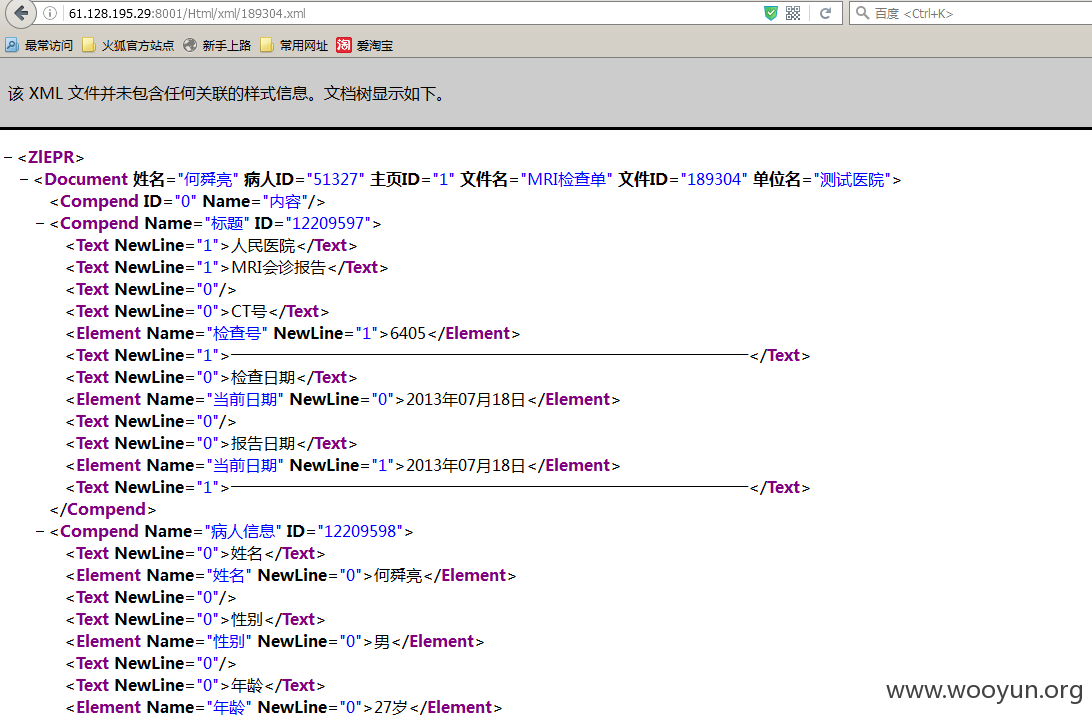 61.128.195.29:8001/Html/xml/189304.xml
百度 <Ctrl+K>
最常访问 火狐官方站点 新手上路 常用网址 淘 爱淘宝
该 XML 文件并未包含任何关联的样式信息。文档树显示如下。
− <ZlEPR>
− <Document 姓名="何舜亮" 病人ID="51327" 主页ID="1" 文件名="MRI检查单" 文件ID="189304" 单位名="测试医院">
<Compend ID="0" Name="内容"/>
− <Compend Name="标题" ID="12209597">
<Text NewLine="1">人民医院</Text>
<Text NewLine="1">MRI会诊报告</Text>
<Text NewLine="0"/>
<Text NewLine="0">CT号</Text>
<Element Name="检查号" NewLine="1">6405</Element>
<Text NewLine="1">————————————————————————————————</Text>
<Text NewLine="0">检查日期</Text>
<Element Name="当前日期" NewLine="0">2013年07月18日</Element>
<Text NewLine="0"/>
<Text NewLine="0">报告日期</Text>
<Element Name="当前日期" NewLine="1">2013年07月18日</Element>
<Text NewLine="1">————————————————————————————————</Text>
</Compend>
− <Compend Name="病人信息" ID="12209598">
<Text NewLine="0">姓名</Text>
<Element Name="姓名" NewLine="0">何舜亮</Element>
<Text NewLine="0"/>
<Text NewLine="0">性别</Text>
<Element Name="性别" NewLine="0">男</Element>
<Text NewLine="0"/>
<Text NewLine="0">年龄</Text>
<Element Name="年龄" NewLine="0">27岁</Element>
www.wooyun.org